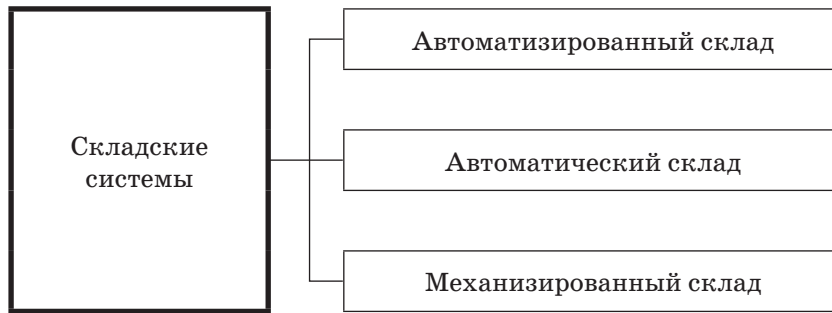 Складские
системы
Автоматизированный склад
Автоматический склад
Механизированный склад